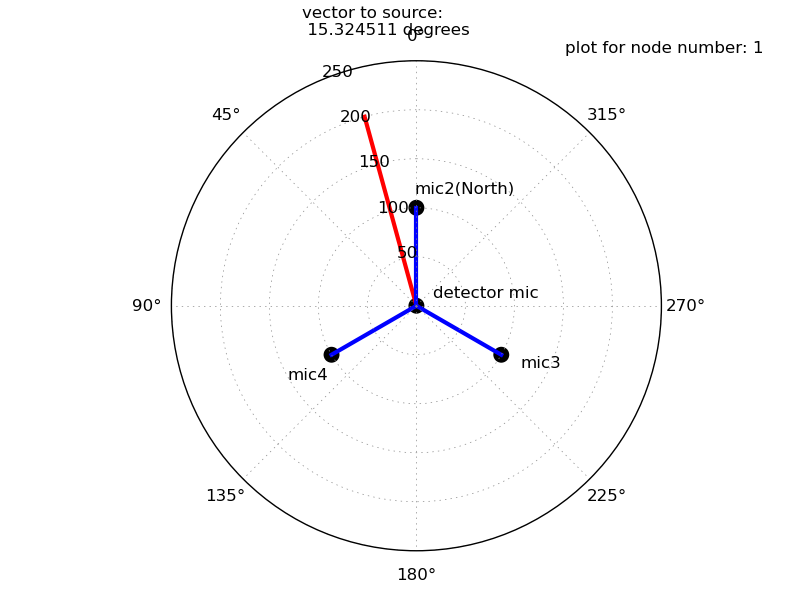 vector to source:
15.324511 degrees
0°
plot for node number: 1
250
45°
200
315°
150
mic2(North)
100
50
detector mic
90°
270°
mic3
mic4
135°
225°
180°